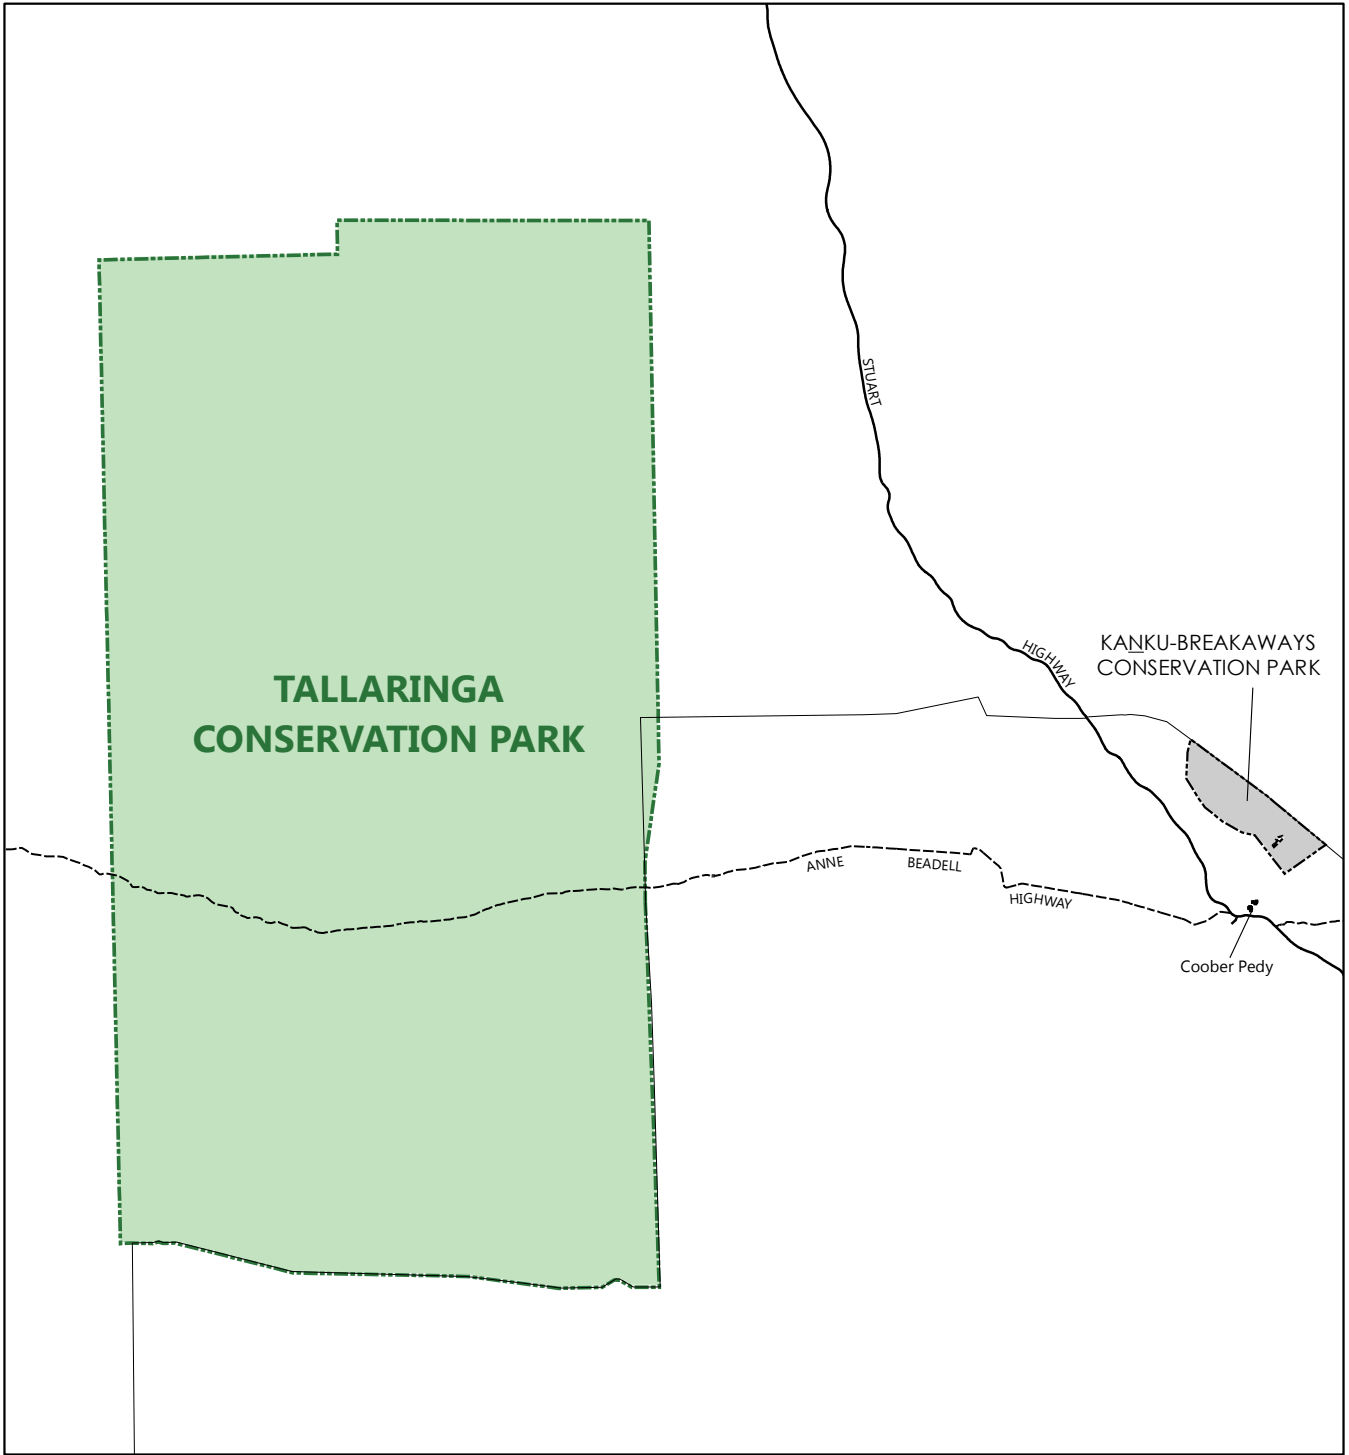 STUART
HIGHWAY
KAṈKU-BREAKAWAYS
CONSERVATION PARK
TALLARINGA
CONSERVATION PARK
ANNE
BEADELL
HIGHWAY
Coober Pedy